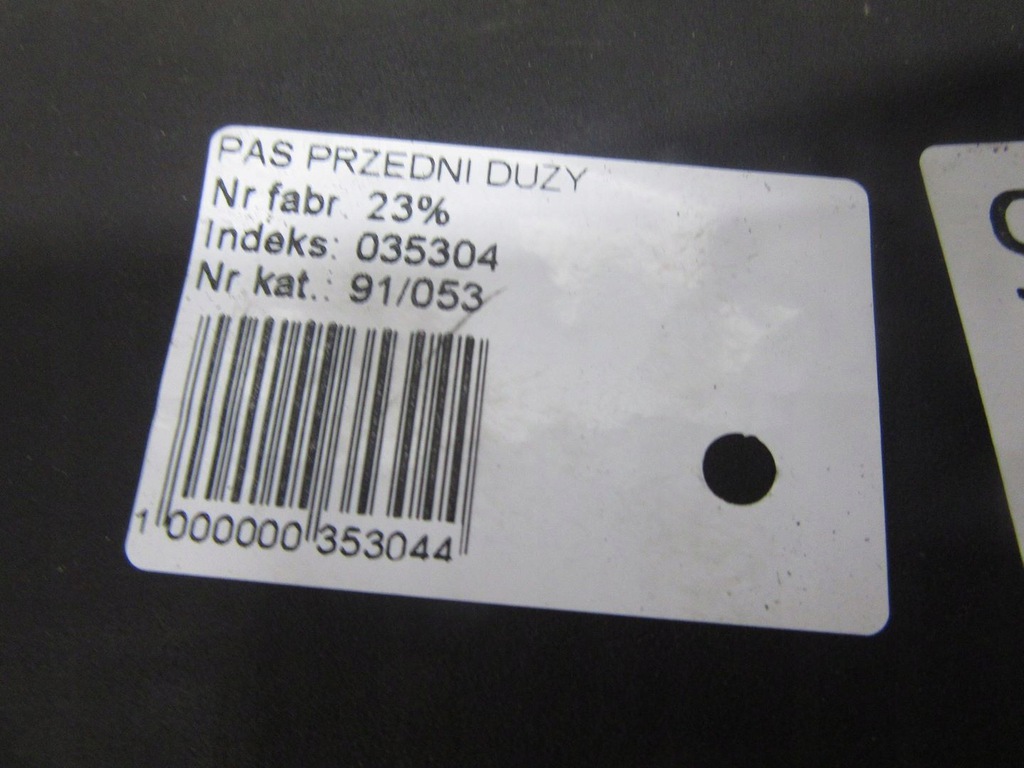 PAS PRZEDNI DUZY
Nr fabr. 23%
Indeks: 035304
Nr kat.: 91/053
1 000000 353044